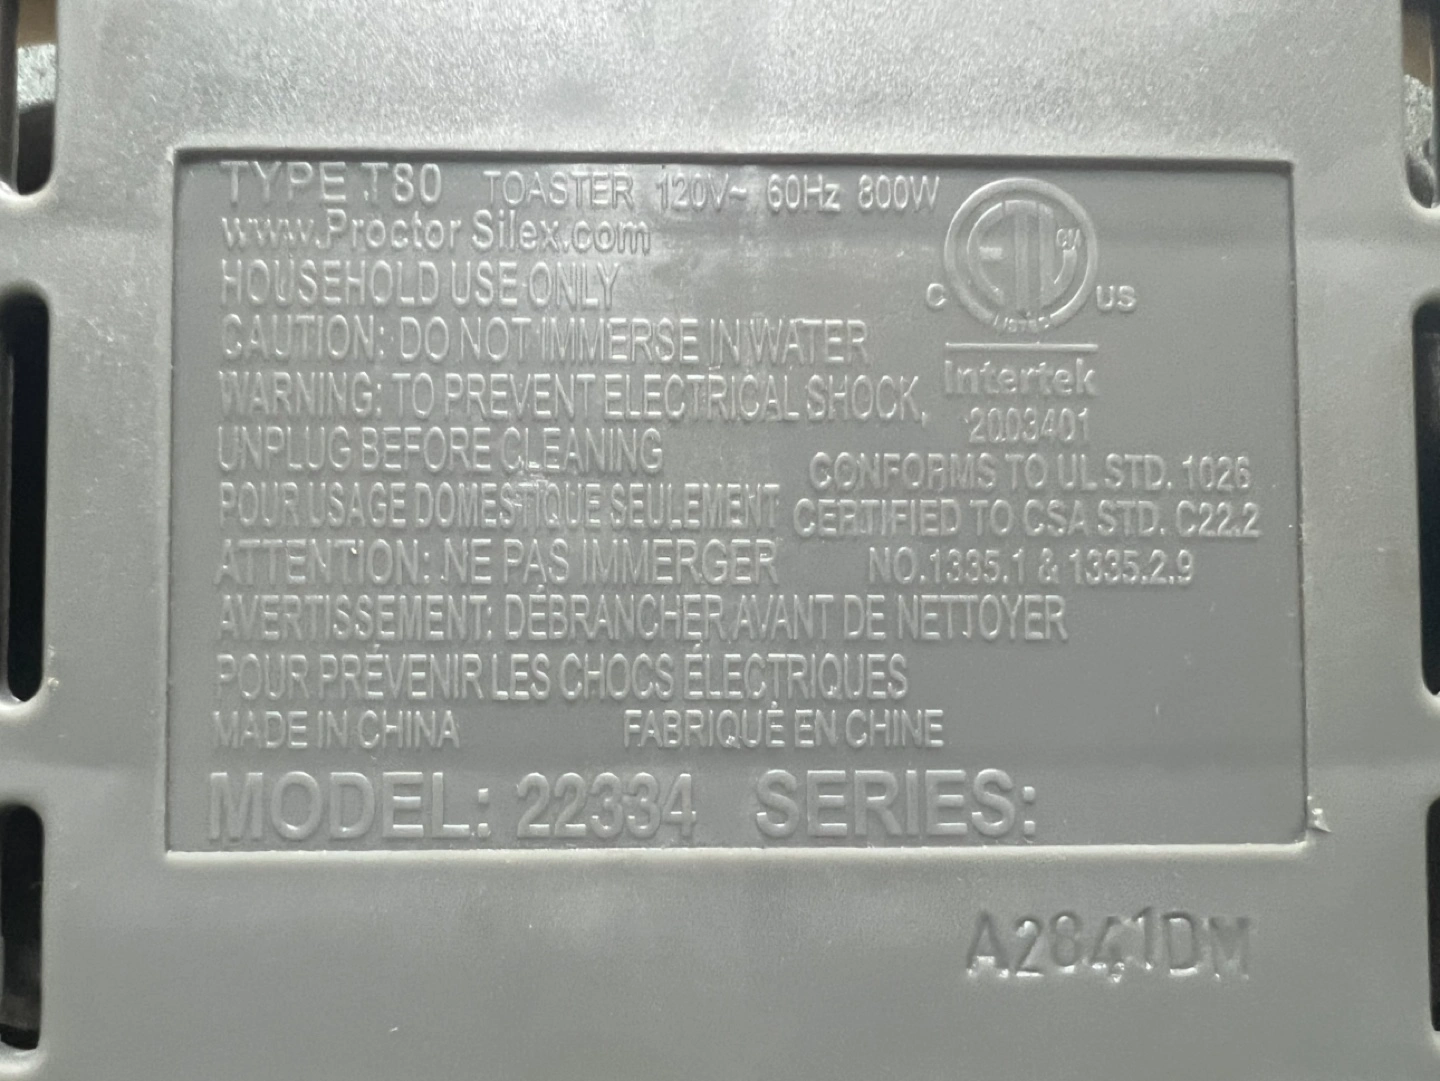 TYPE T80 TOASTER 120V~ 60Hz 800W
www.Proctor Silex.com
HOUSEHOLD USE ONLY
CAUTION: DO NOT IMMERSE IN WATER
WARNING: TO PREVENT ELECTRICAL SHOCK,
UNPLUG BEFORE CLEANING
POUR USAGE DOMESTIQUE SEULEMENT
ATTENTION: NE PAS IMMERGER
AVERTISSEMENT: DÉBRANCHER AVANT DE NETTOYER
POUR PRÉVENIR LES CHOCS ÉLECTRIQUES
MADE IN CHINA FABRIQUÉ EN CHINE
MODEL: 22334 SERIES:
ETL CM
LISTED
C US
Intertek
2003401
CONFORMS TO UL STD. 1026
CERTIFIED TO CSA STD. C22.2
NO.1335.1 & 1335.2.9
A2841DM